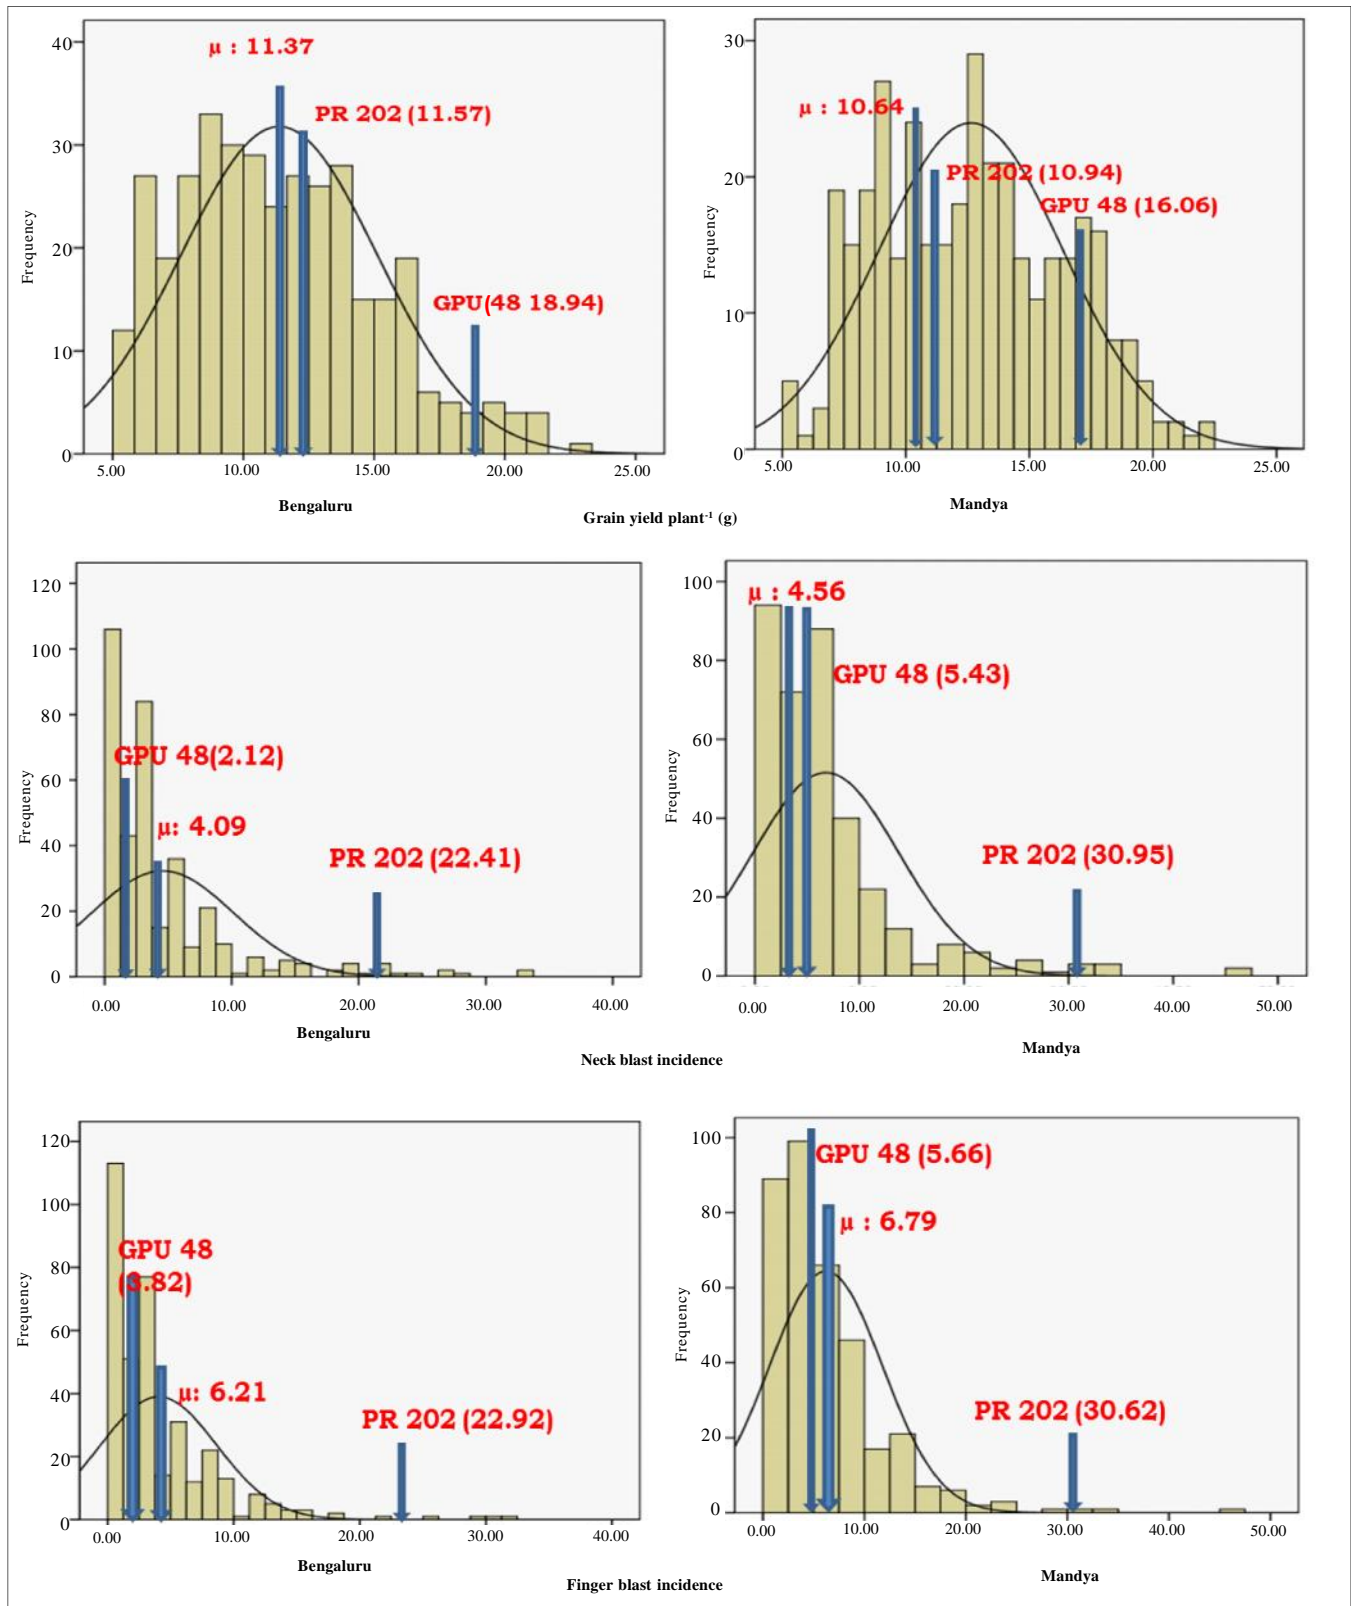 40
30
20
10
0
Frequency
μ : 11.37
PR 202 (11.57)
GPU(48 18.94)
5.00 10.00 15.00 20.00 25.00
Bengaluru
30
20
10
0
Frequency
μ : 10.64
PR 202 (10.94)
GPU 48 (16.06)
5.00 10.00 15.00 20.00 25.00
Mandya
Grain yield plant-1 (g)
120
100
80
60
40
20
0
Frequency
GPU 48(2.12)
μ: 4.09
PR 202 (22.41)
0.00 10.00 20.00 30.00 40.00
Bengaluru
100
80
60
40
20
0
Frequency
μ : 4.56
GPU 48 (5.43)
PR 202 (30.95)
0.00 10.00 20.00 30.00 40.00 50.00
Mandya
Neck blast incidence
120
100
80
60
40
20
0
Frequency
GPU 48
(3.82)
μ: 6.21
PR 202 (22.92)
0.00 10.00 20.00 30.00 40.00
Bengaluru
100
80
60
40
20
0
Frequency
GPU 48 (5.66)
μ : 6.79
PR 202 (30.62)
0.00 10.00 20.00 30.00 40.00 50.00
Mandya
Finger blast incidence